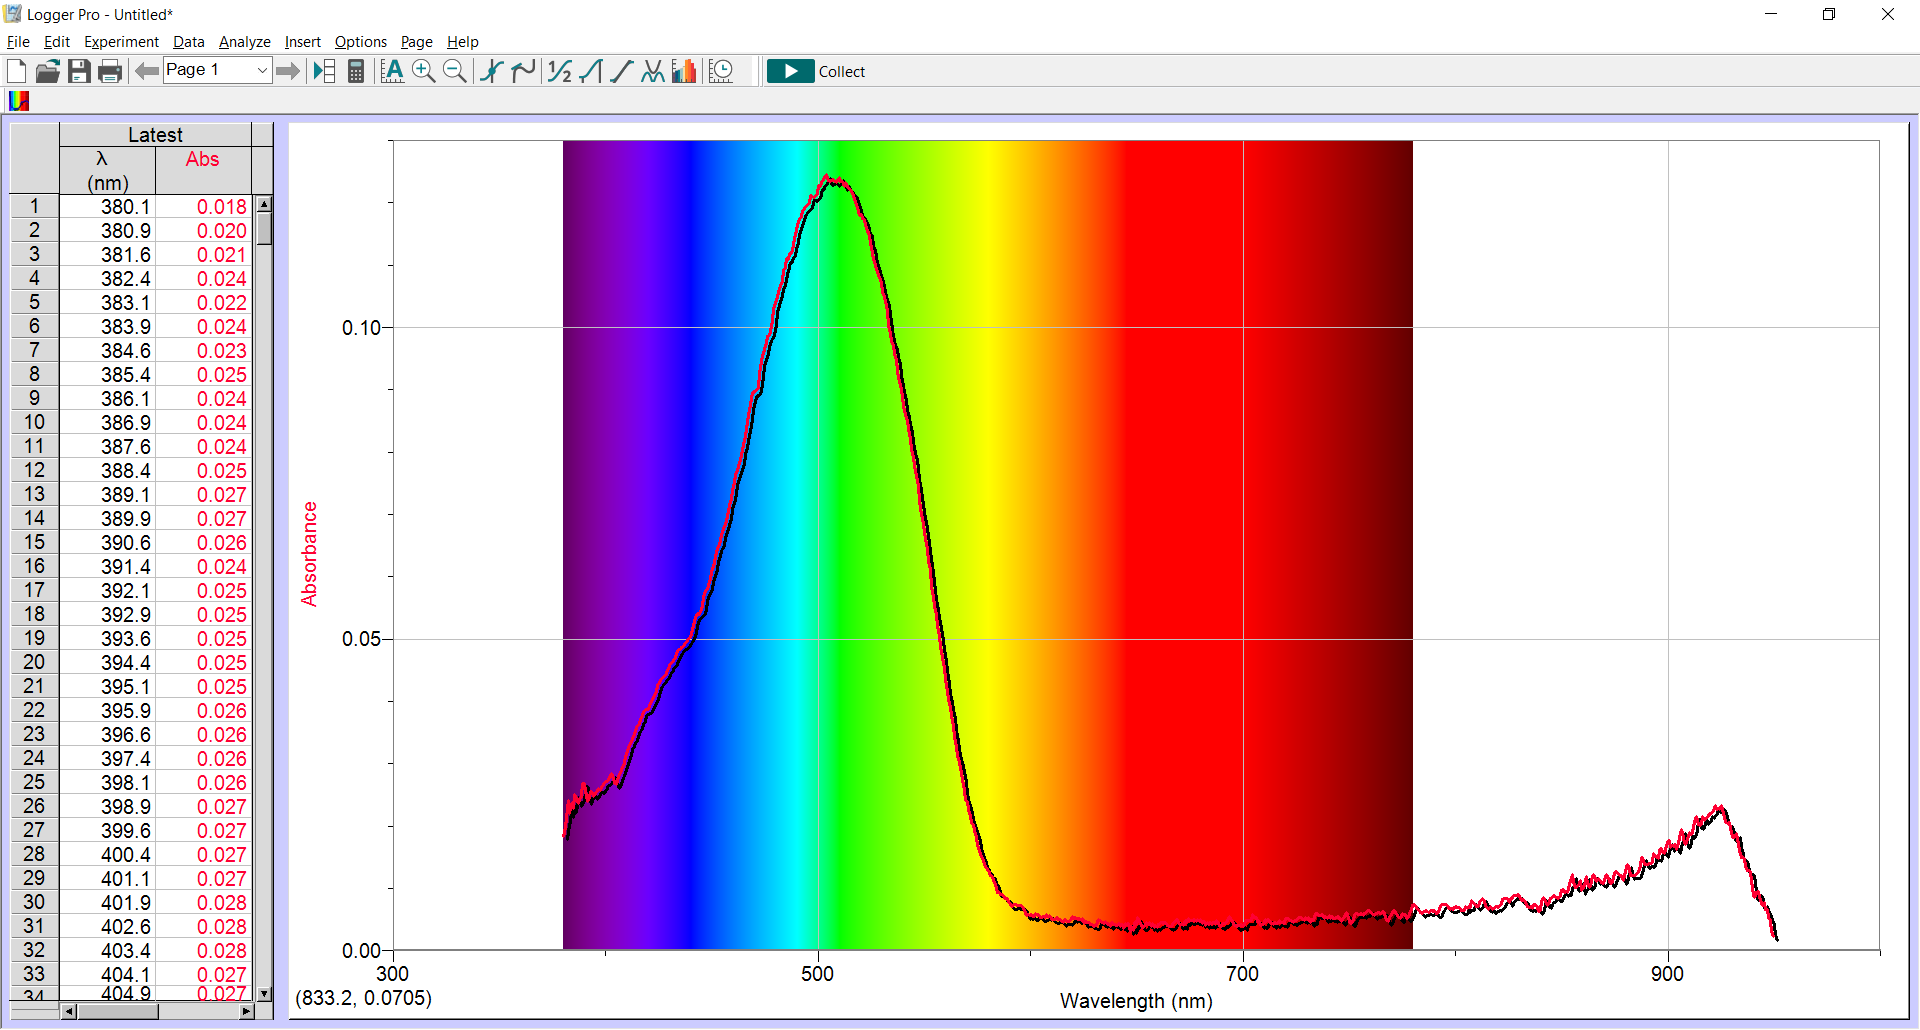 Logger Pro - Untitled*
File Edit Experiment Data Analyze Insert Options Page Help
Page 1
Collect
Latest
λ Abs
(nm)
1 380.1 0.018
2 380.9 0.020
3 381.6 0.021
4 382.4 0.024
5 383.1 0.022
6 383.9 0.024
7 384.6 0.023
8 385.4 0.025
9 386.1 0.024
10 386.9 0.024
11 387.6 0.024
12 388.4 0.025
13 389.1 0.027
14 389.9 0.027
15 390.6 0.026
16 391.4 0.024
17 392.1 0.025
18 392.9 0.025
19 393.6 0.025
20 394.4 0.025
21 395.1 0.025
22 395.9 0.026
23 396.6 0.026
24 397.4 0.026
25 398.1 0.026
26 398.9 0.027
27 399.6 0.027
28 400.4 0.027
29 401.1 0.027
30 401.9 0.028
31 402.6 0.028
32 403.4 0.028
33 404.1 0.027
34 404.9 0.027
Absorbance
0.10
0.05
0.00
300 500 700 900
(833.2, 0.0705)
Wavelength (nm)